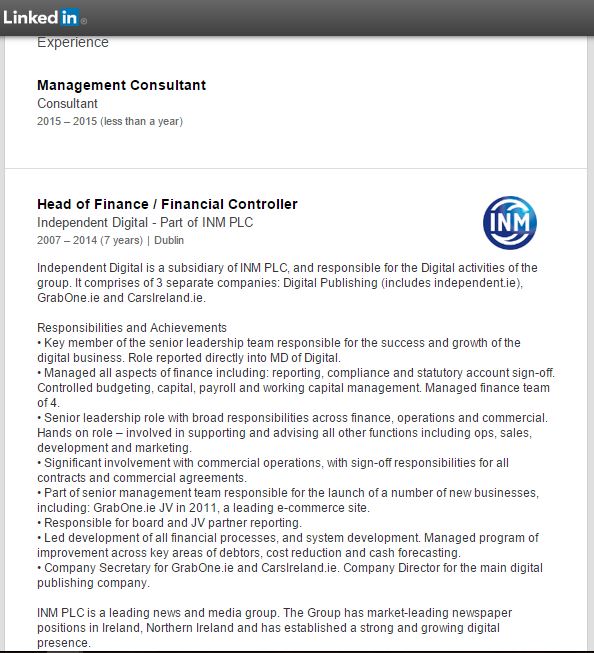 Linked in ®
Experience
Management Consultant
Consultant
2015 – 2015 (less than a year)
Head of Finance / Financial Controller
Independent Digital - Part of INM PLC
2007 – 2014 (7 years) | Dublin
INM
Independent Digital is a subsidiary of INM PLC, and responsible for the Digital activities of the
group. It comprises of 3 separate companies: Digital Publishing (includes independent.ie),
GrabOne.ie and CarsIreland.ie.
Responsibilities and Achievements
• Key member of the senior leadership team responsible for the success and growth of the
digital business. Role reported directly into MD of Digital.
• Managed all aspects of finance including: reporting, compliance and statutory account sign-off.
Controlled budgeting, capital, payroll and working capital management. Managed finance team
of 4.
• Senior leadership role with broad responsibilities across finance, operations and commercial.
Hands on role – involved in supporting and advising all other functions including ops, sales,
development and marketing.
• Significant involvement with commercial operations, with sign-off responsibilities for all
contracts and commercial agreements.
• Part of senior management team responsible for the launch of a number of new businesses,
including: GrabOne.ie JV in 2011, a leading e-commerce site.
• Responsible for board and JV partner reporting.
• Led development of all financial processes, and system development. Managed program of
improvement across key areas of debtors, cost reduction and cash forecasting.
• Company Secretary for GrabOne.ie and CarsIreland.ie. Company Director for the main digital
publishing company.
INM PLC is a leading news and media group. The Group has market-leading newspaper
positions in Ireland, Northern Ireland and has established a strong and growing digital
presence.